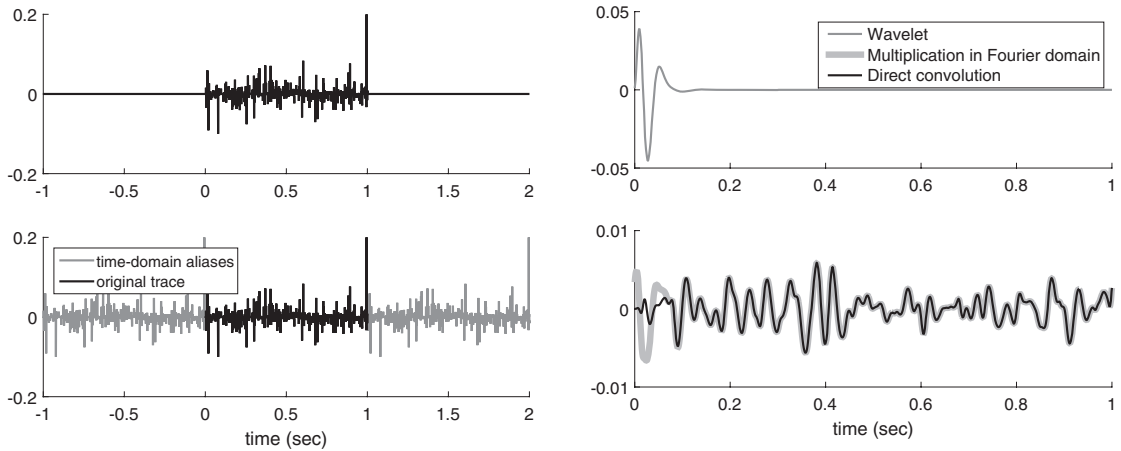 0.2
0
-0.2
-1 -0.5 0 0.5 1 1.5 2
0.2
0
-0.2
time-domain aliases
original trace
-1 -0.5 0 0.5 1 1.5 2
time (sec)
0.05
0
-0.05
Wavelet
Multiplication in Fourier domain
Direct convolution
0 0.2 0.4 0.6 0.8 1
0.01
0
-0.01
0 0.2 0.4 0.6 0.8 1
time (sec)